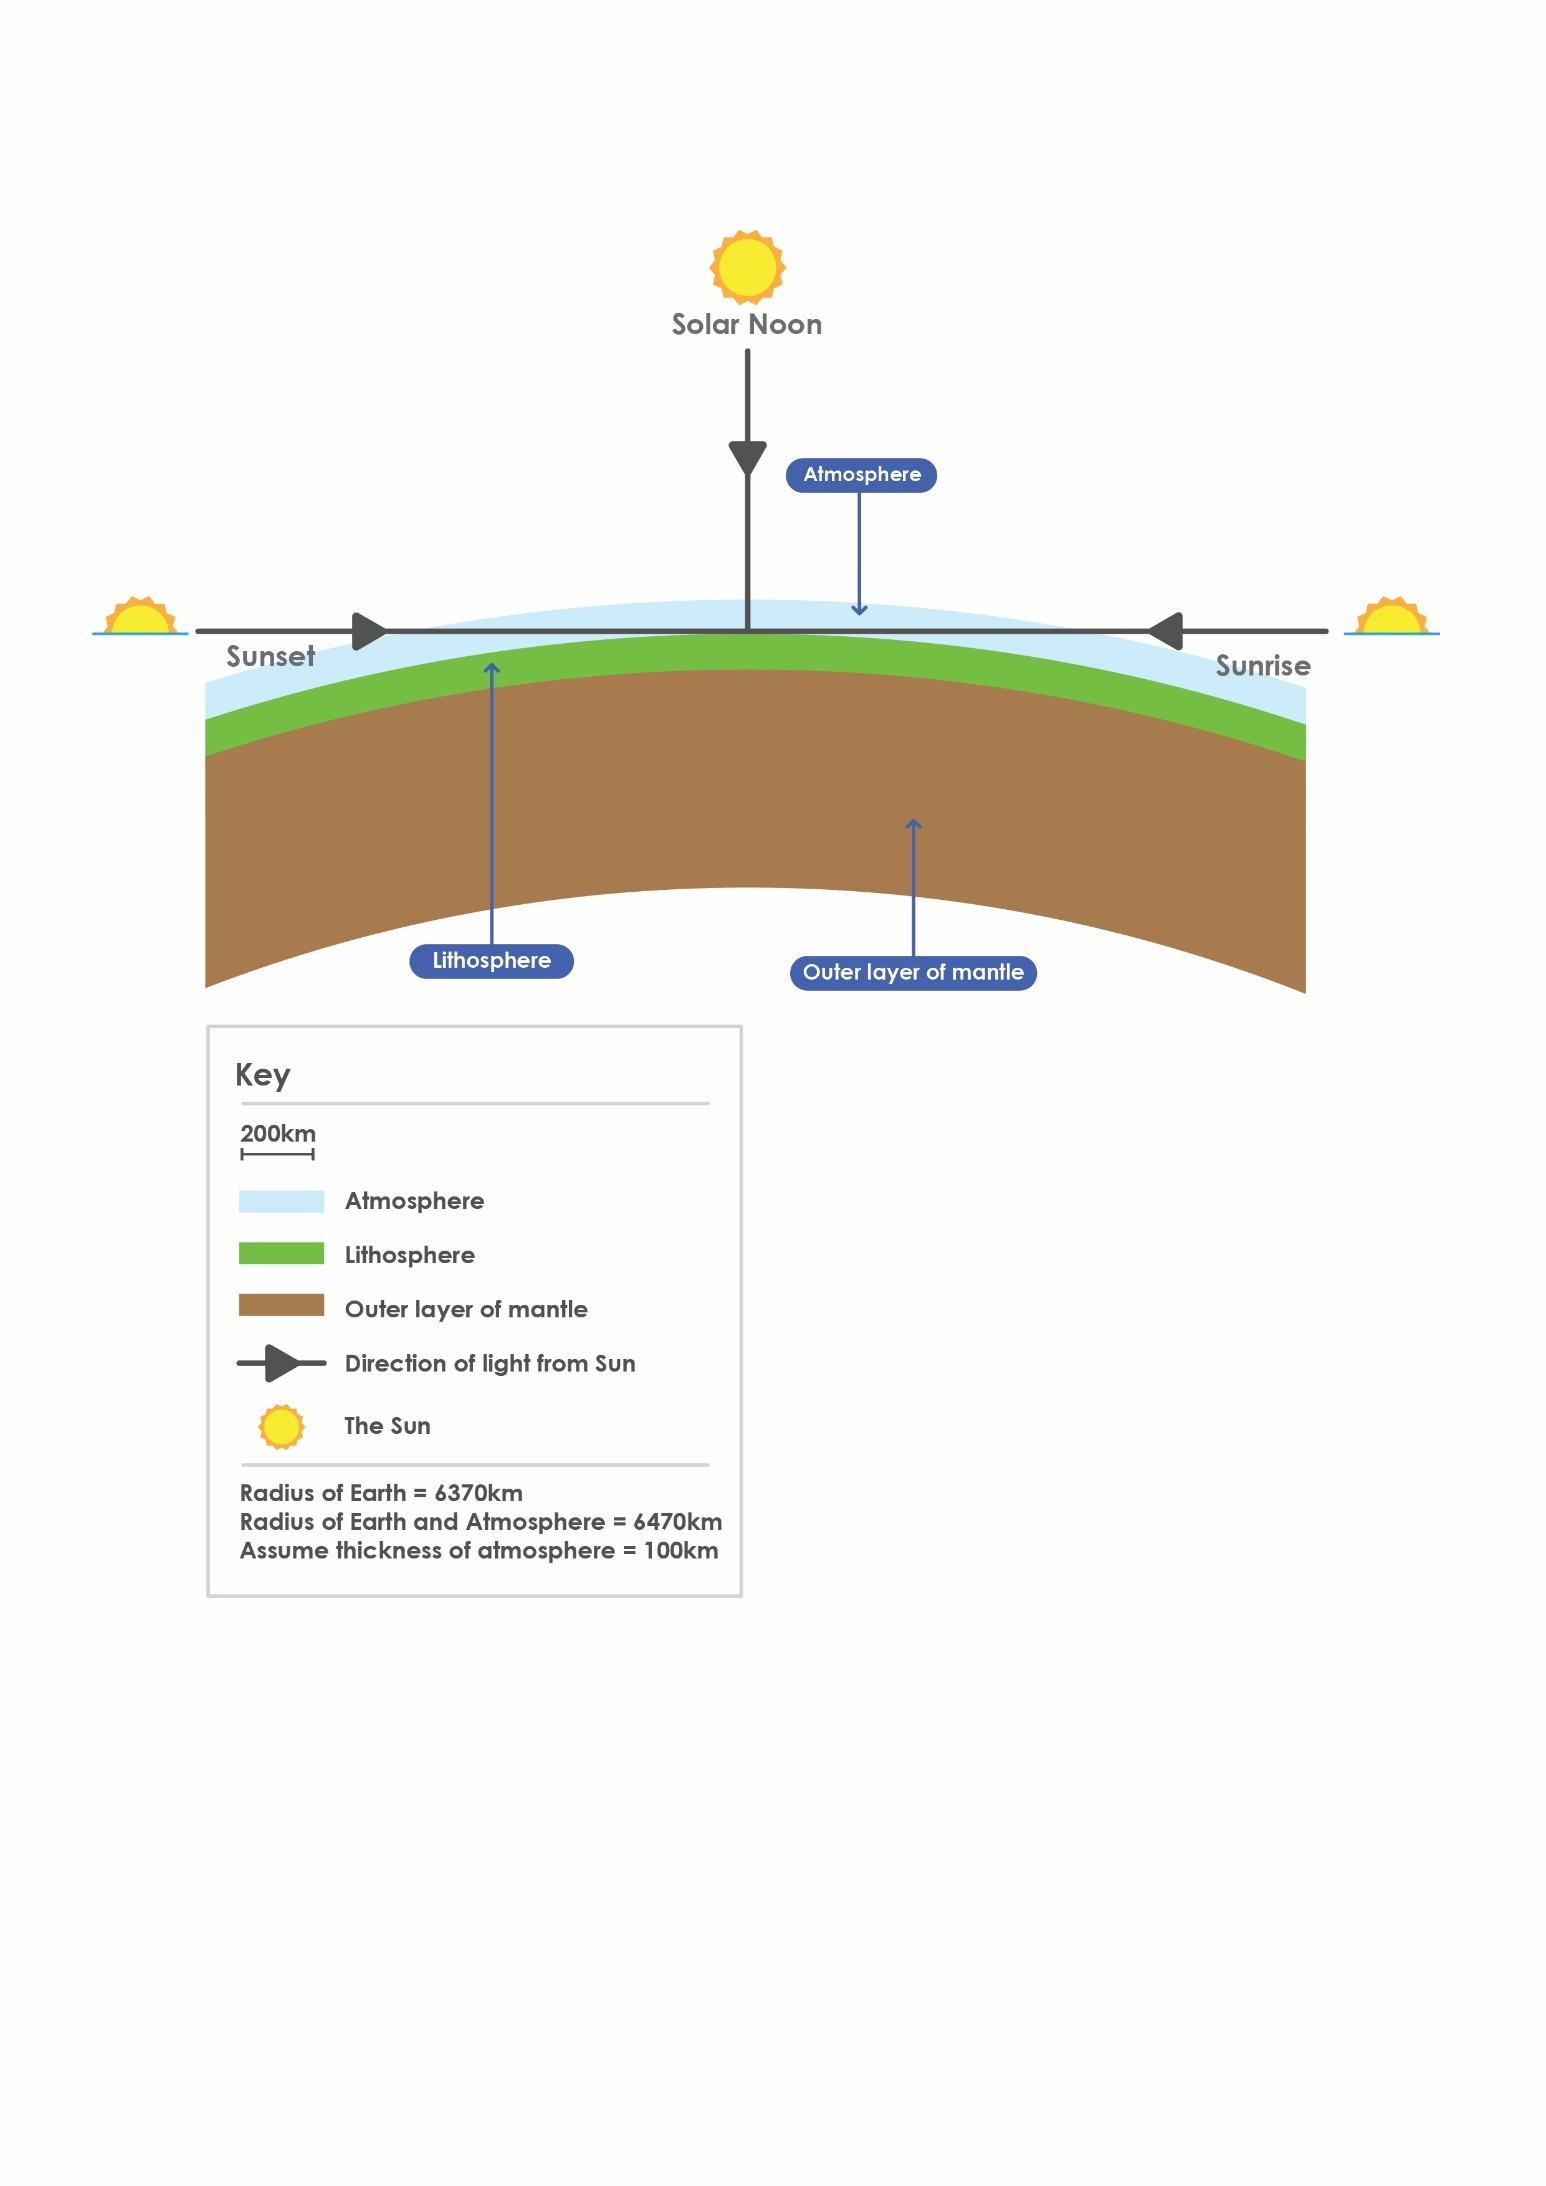 Solar Noon
Atmosphere
Sunset
Sunrise
Lithosphere
Outer layer of mantle
Key
200km
Atmosphere
Lithosphere
Outer layer of mantle
Direction of light from Sun
The Sun
Radius of Earth = 6370km
Radius of Earth and Atmosphere = 6470km
Assume thickness of atmosphere = 100km